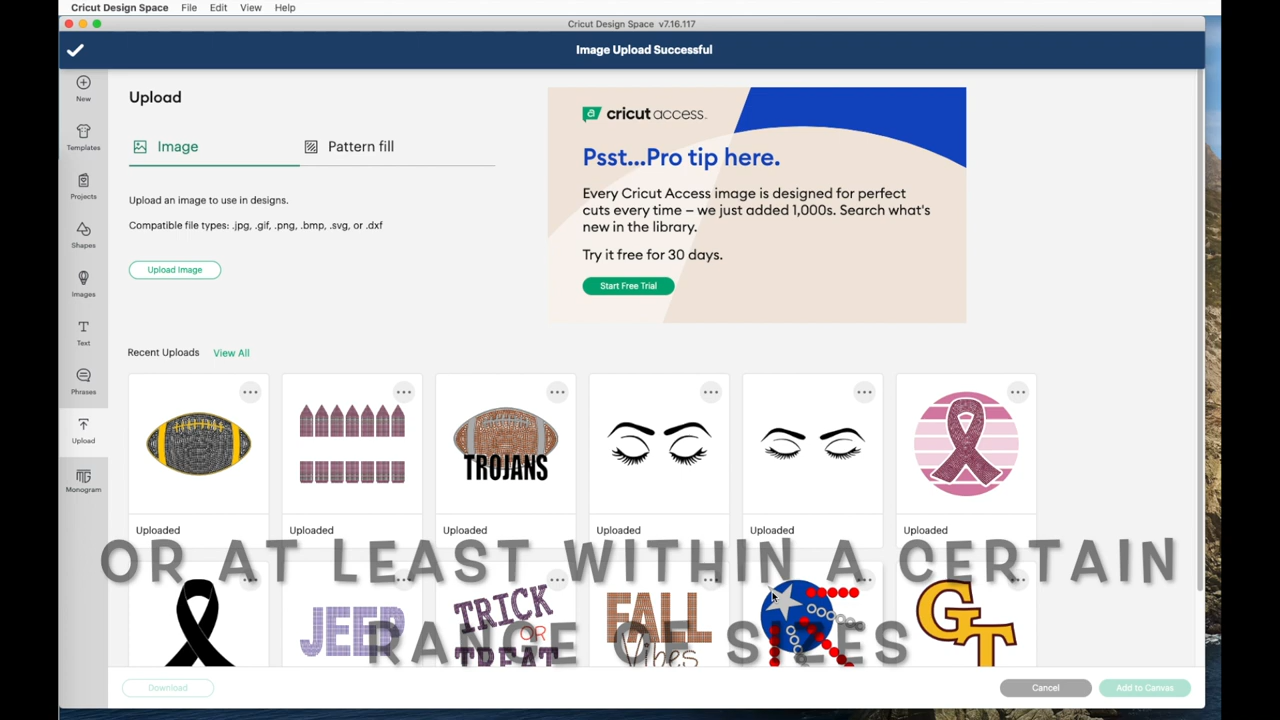 Cricut Design Space File Edit View Help
Cricut Design Space v7.16.117
Image Upload Successful
New
Templates
Projects
Shapes
Images
Text
Phrases
Upload
Monogram
Upload
Image
Pattern fill
Upload an image to use in designs.
Compatible file types: .jpg, .gif, .png, .bmp, .svg, or .dxf
Upload Image
cricut access™
Psst...Pro tip here.
Every Cricut Access image is designed for perfect
cuts every time – we just added 1,000s. Search what's
new in the library.
Try it free for 30 days.
Start Free Trial
Recent Uploads View All
TROJANS
Uploaded Uploaded Uploaded Uploaded Uploaded Uploaded
JEEP
TRICK
OR
TREAT
FALL
Vibes
GT
OR AT LEAST WITHIN A CERTAIN
RANGE OF SIZES
Download
Cancel
Add to Canvas